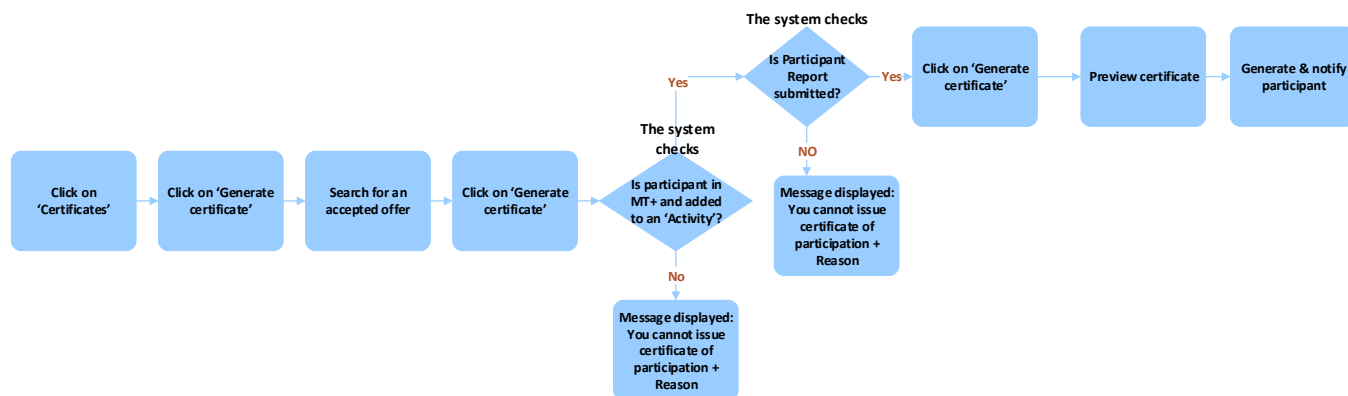 Click on
‘Certificates’
Click on ‘Generate
certificate’
Search for an
accepted offer
Click on ‘Generate
certificate’
The system
checks
Is participant in
MT+ and added
to an ‘Activity’?
No
Message displayed:
You cannot issue
certificate of
participation +
Reason
Yes
The system checks
Is Participant
Report
submitted?
NO
Message displayed:
You cannot issue
certificate of
participation +
Reason
Yes
Click on ‘Generate
certificate’
Preview certificate
Generate & notify
participant